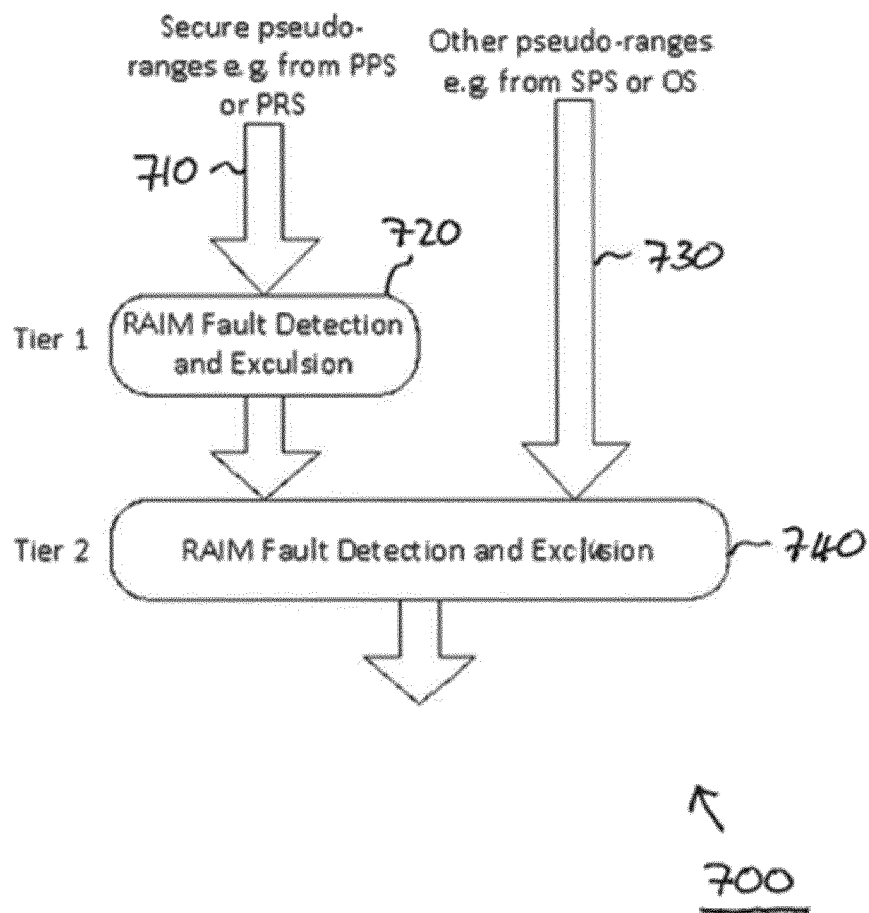 Secure pseudo-
ranges e.g. from PPS
or PRS
Other pseudo-ranges
e.g. from SPS or OS
710
720
730
Tier 1
RAIM Fault Detection
and Exculsion
Tier 2
RAIM Fault Detection and Exclusion
740
700